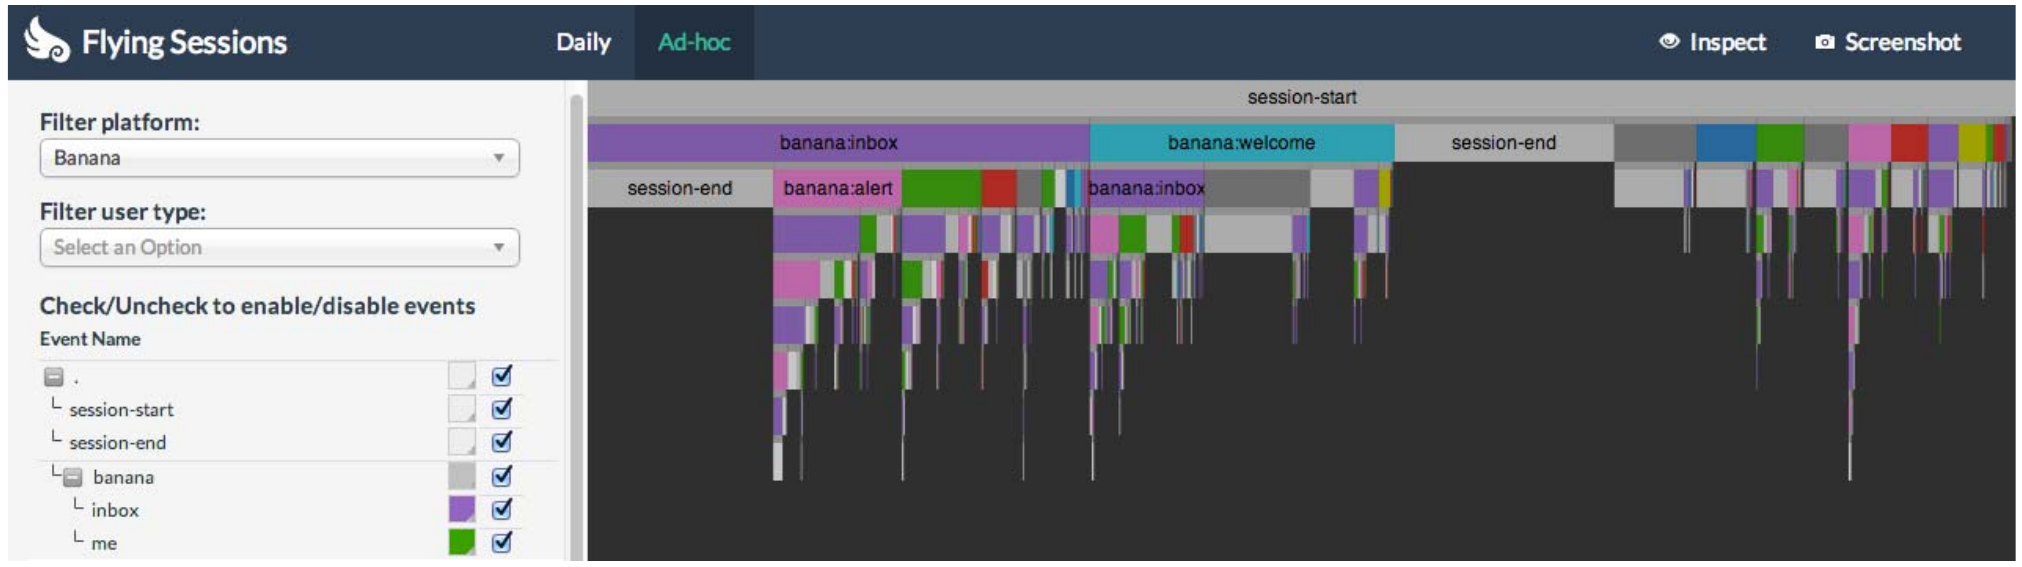 Flying Sessions
Daily
Ad-hoc
Inspect
Screenshot
Filter platform:
Banana
Filter user type:
Select an Option
Check/Uncheck to enable/disable events
Event Name
.
session-start
session-end
banana
inbox
me
session-start
banana:inbox
banana:welcome
session-end
session-end
banana:alert
banana:inbox